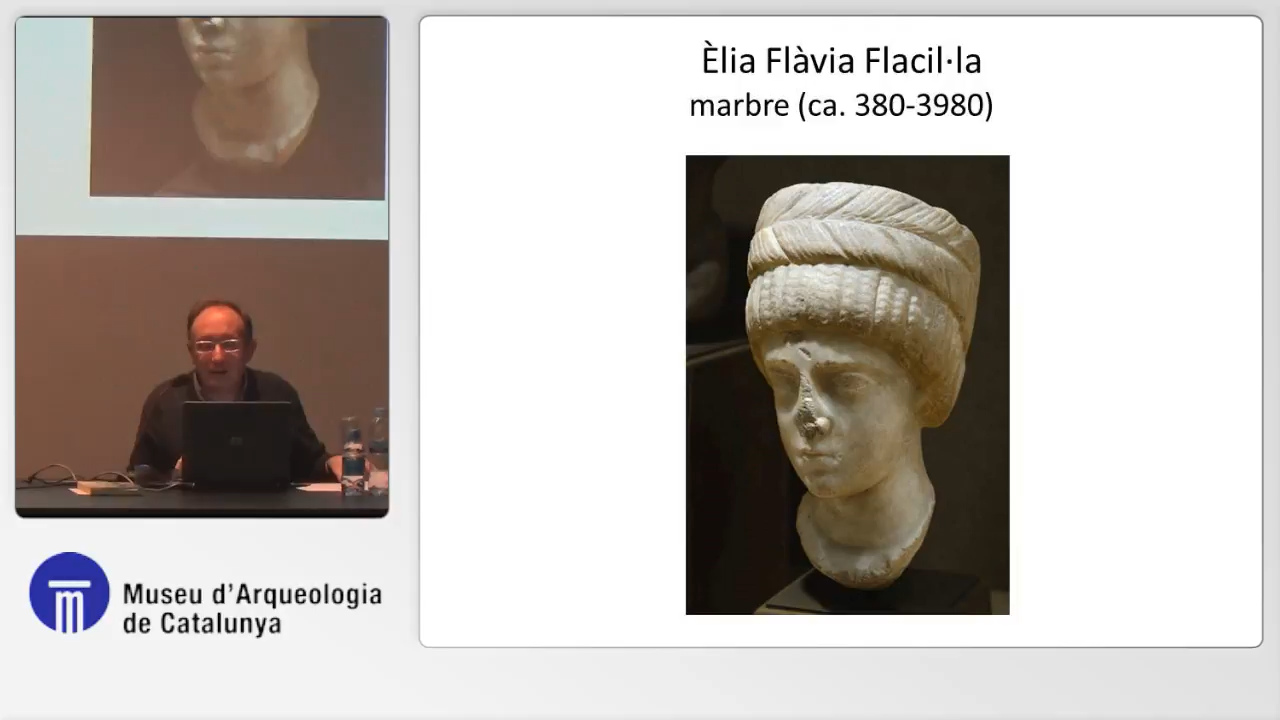 Èlia Flàvia Flacil·la
marbre (ca. 380-3980)
Museu d'Arqueologia
de Catalunya